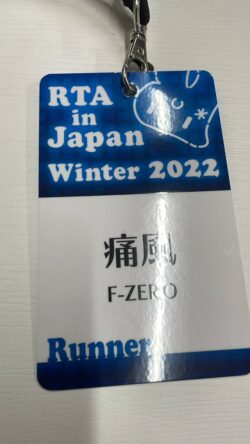 RTA
in
Japan
Winter 2022
痛風
F-ZERO
Runner